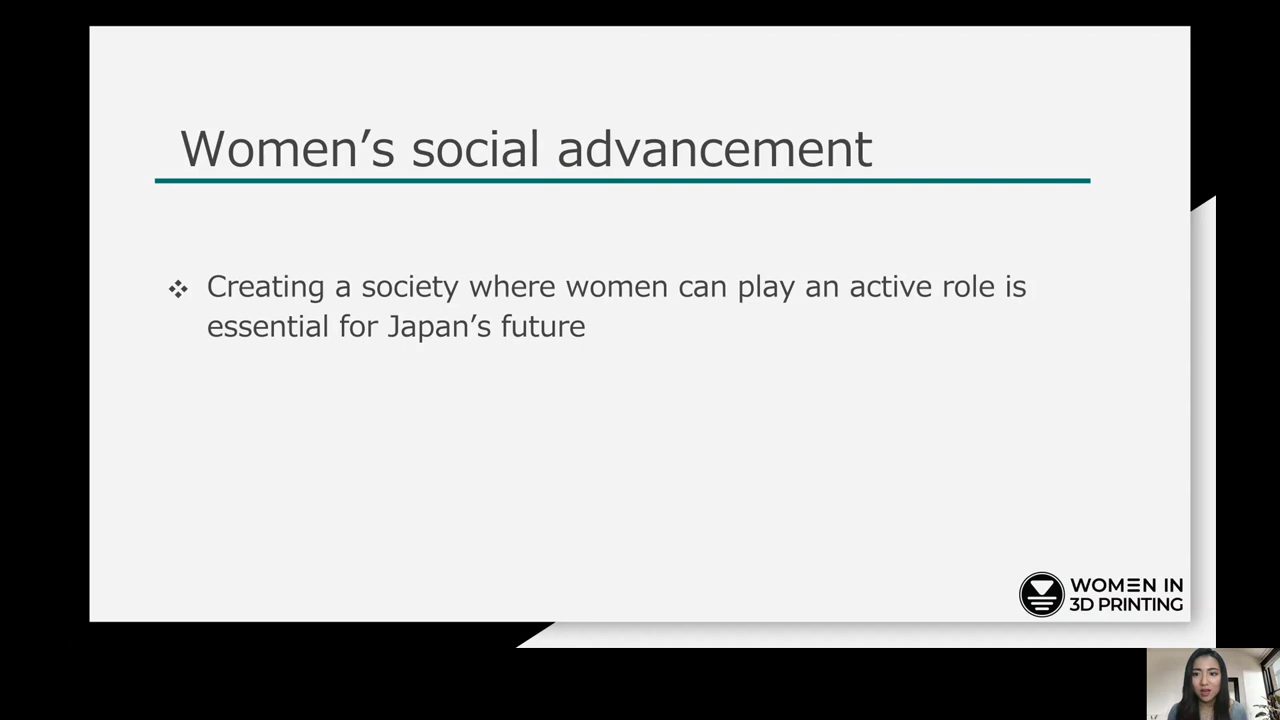 Women’s social advancement
❖ Creating a society where women can play an active role is
essential for Japan’s future
WOMEN IN
3D PRINTING